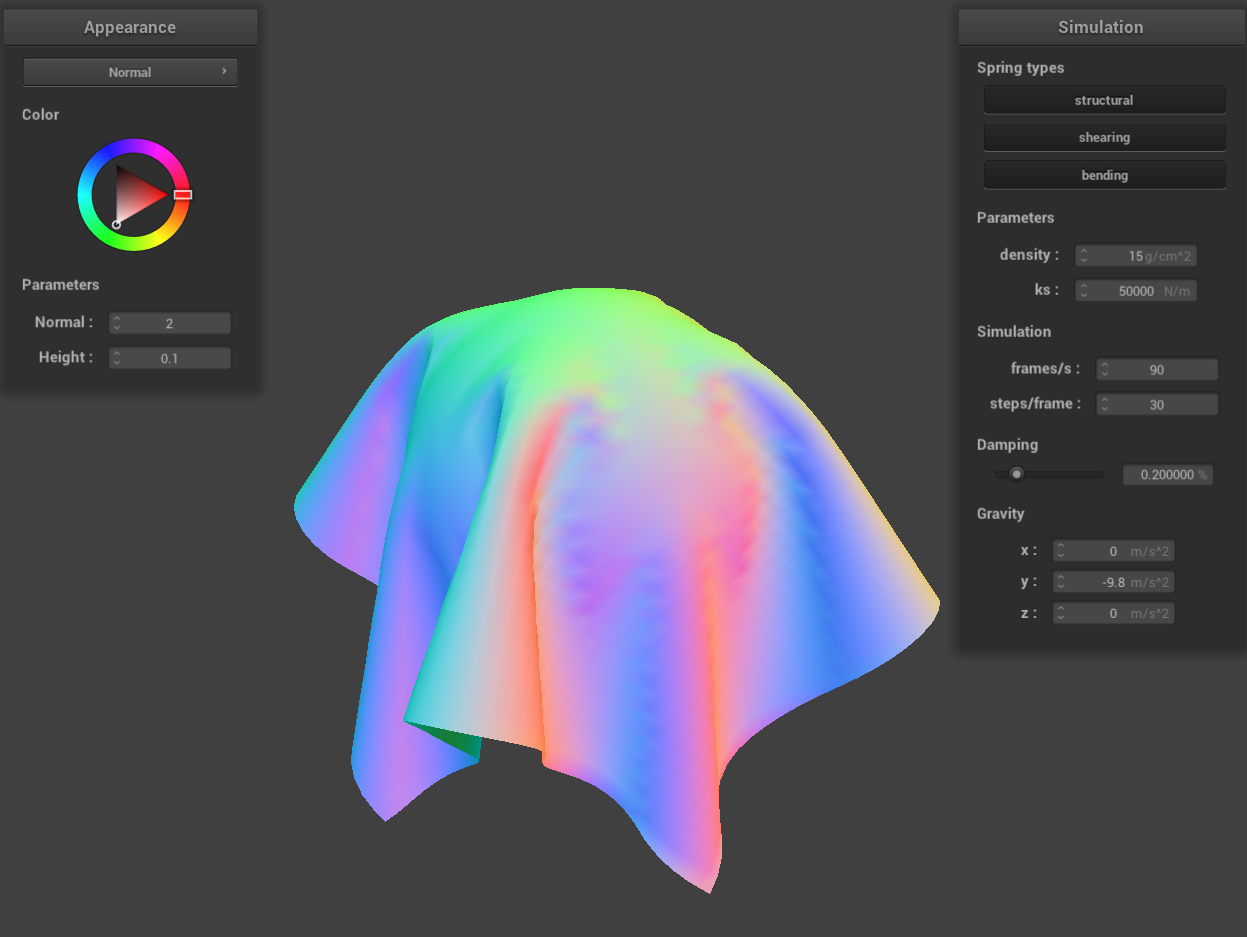 Appearance
Normal ›
Color
Parameters
Normal : 2
Height : 0.1
Simulation
Spring types
structural
shearing
bending
Parameters
density : 15 g/cm^2
ks : 50000 N/m
Simulation
frames/s : 90
steps/frame : 30
Damping
0.200000 %
Gravity
x : 0 m/s^2
y : -9.8 m/s^2
z : 0 m/s^2